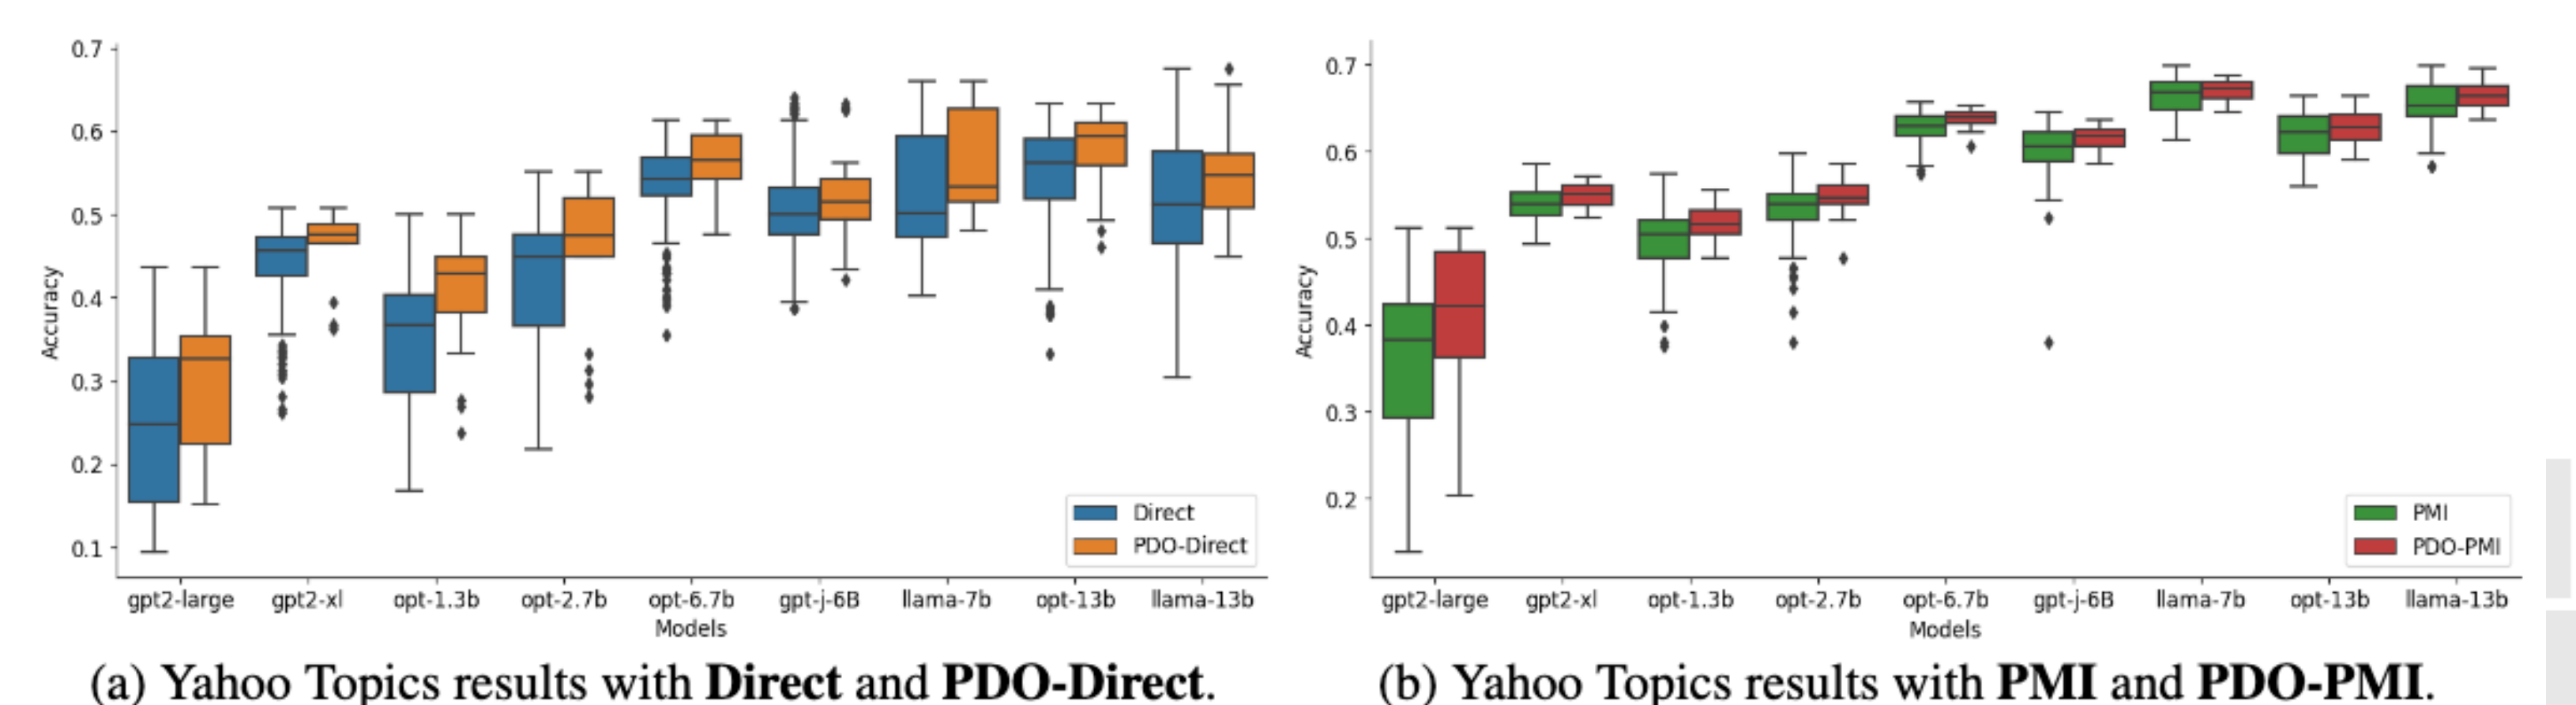 0.7
0.6
0.5
0.4
0.3
0.2
0.1
Accuracy
gpt2-large gpt2-xl opt-1.3b opt-2.7b opt-6.7b gpt-j-6B llama-7b opt-13b llama-13b
Models
Direct
PDO-Direct
(a) Yahoo Topics results with Direct and PDO-Direct.
0.7
0.6
0.5
0.4
0.3
0.2
Accuracy
gpt2-large gpt2-xl opt-1.3b opt-2.7b opt-6.7b gpt-j-6B llama-7b opt-13b llama-13b
Models
PMI
PDO-PMI
(b) Yahoo Topics results with PMI and PDO-PMI.